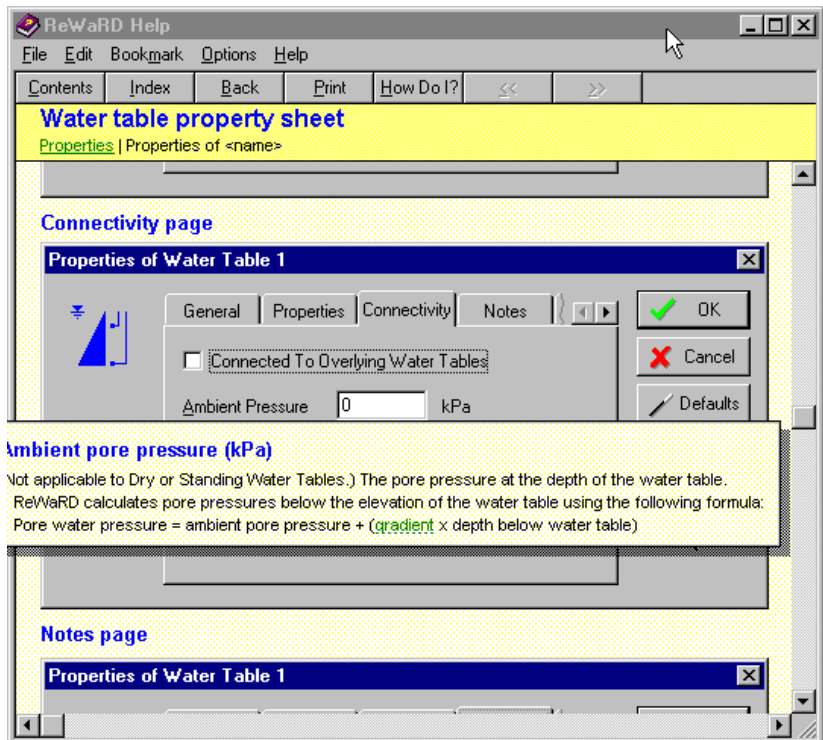 ReWaRD Help
File Edit Bookmark Options Help
Contents Index Back Print How Do I? << >>
Water table property sheet
Properties | Properties of <name>
Connectivity page
Properties of Water Table 1
General Properties Connectivity Notes
OK
Connected To Overlying Water Tables
Cancel
Ambient Pressure 0 kPa
Defaults
Ambient pore pressure (kPa)
Not applicable to Dry or Standing Water Tables.) The pore pressure at the depth of the water table.
ReWaRD calculates pore pressures below the elevation of the water table using the following formula:
Pore water pressure = ambient pore pressure + (gradient x depth below water table)
Notes page
Properties of Water Table 1